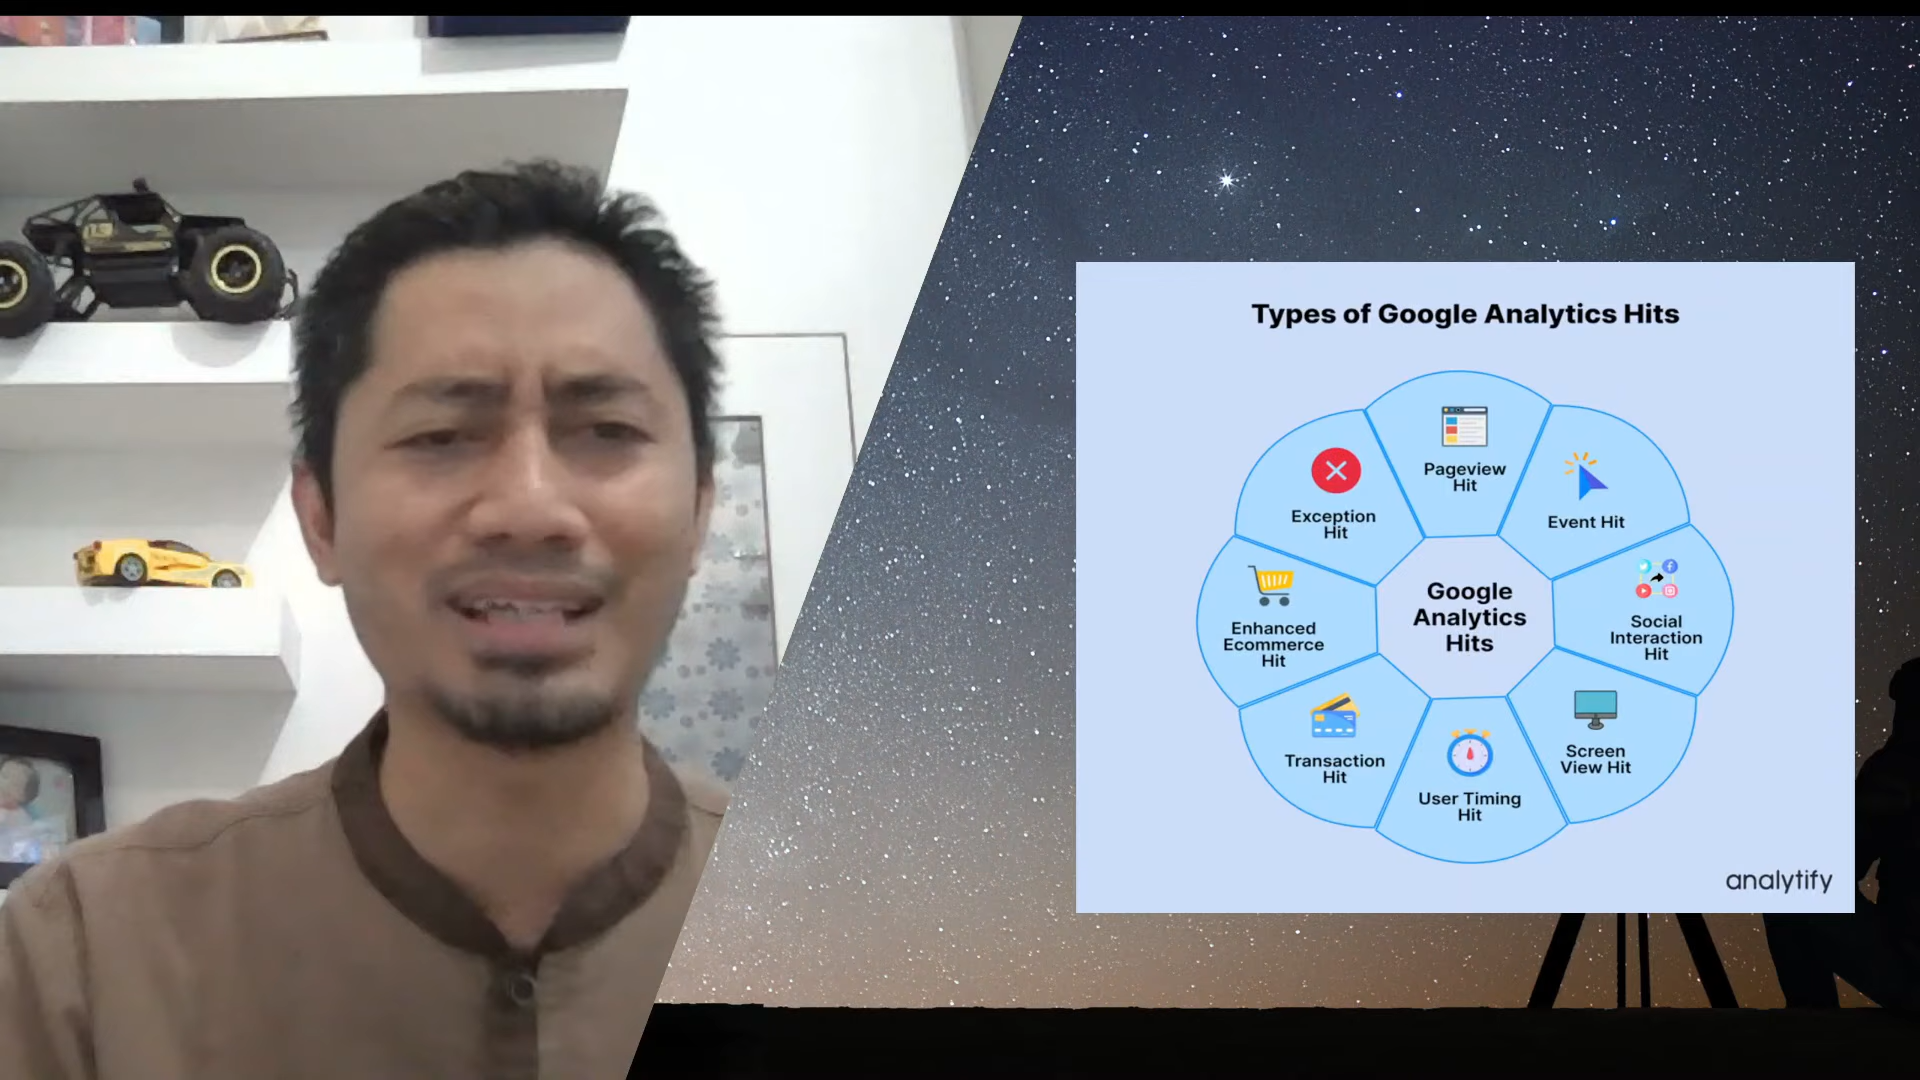 Types of Google Analytics Hits
Pageview
Hit
Event Hit
Social
Interaction
Hit
Screen
View Hit
User Timing
Hit
Transaction
Hit
Enhanced
Ecommerce
Hit
Exception
Hit
Google
Analytics
Hits
analytify